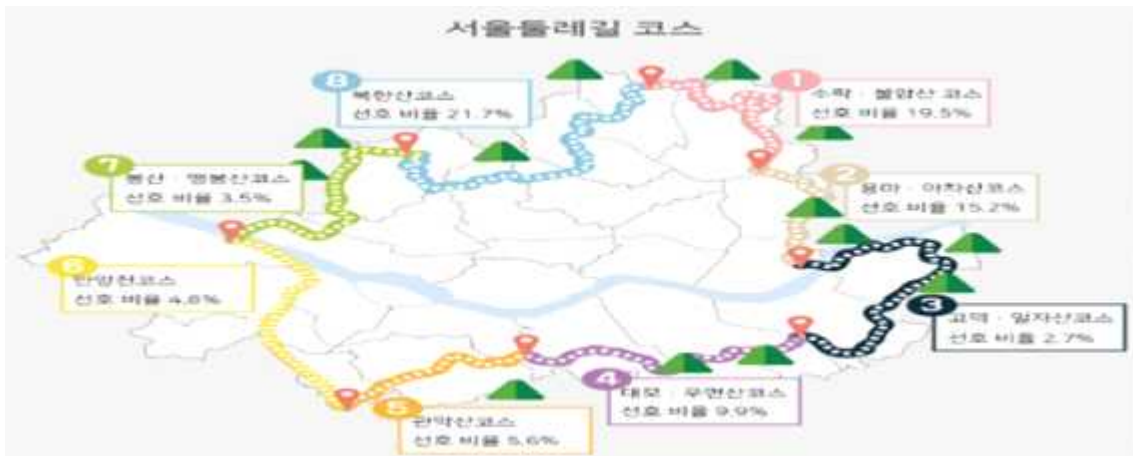 서울둘레길 코스
8
북한산코스
선호 비율 21.7%
1
수락 · 불암산 코스
선호 비율 19.5%
7
봉산 · 앵봉산코스
선호 비율 3.5%
2
용마 · 아차산코스
선호 비율 15.2%
6
안양천코스
선호 비율 4.8%
3
고덕 · 일자산코스
선호 비율 2.7%
4
대모 · 우면산코스
선호 비율 9.9%
5
관악산코스
선호 비율 5.6%